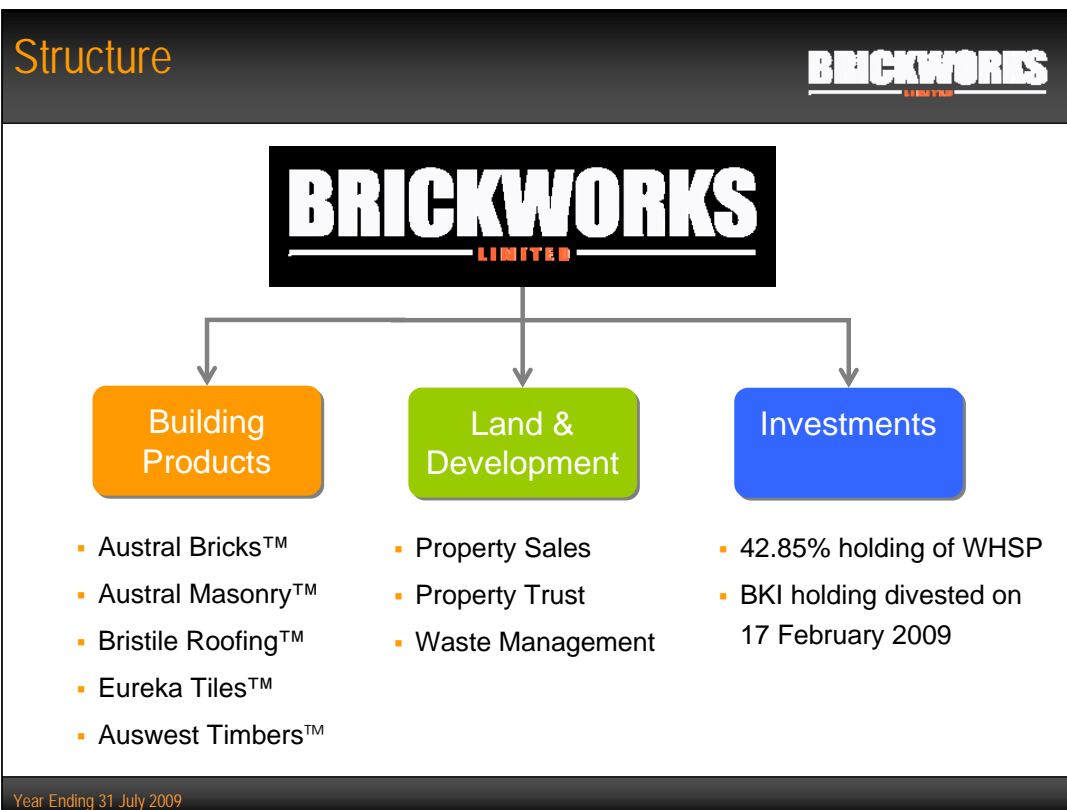 Structure
BRICKWORKS
LIMITED
BRICKWORKS
LIMITED
Building
Products
Land &
Development
Investments
▪ Austral Bricks™
▪ Austral Masonry™
▪ Bristile Roofing™
▪ Eureka Tiles™
▪ Auswest Timbers™
▪ Property Sales
▪ Property Trust
▪ Waste Management
▪ 42.85% holding of WHSP
▪ BKI holding divested on
17 February 2009
Year Ending 31 July 2009